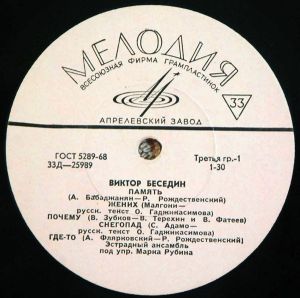 МЕЛОДИЯ
ВСЕСОЮЗНАЯ ФИРМА ГРАМПЛАСТИНОК
33
АПРЕЛЕВСКИЙ ЗАВОД
ГОСТ 5289-68
33Д—25989
Третья гр.-1
1-30
ВИКТОР БЕСЕДИН
ПАМЯТЬ
(А. Бабаджанян—Р. Рождественский)
ЖЕНИХ (Малгони—
русск. текст О. Гаджикасимова)
ПОЧЕМУ (В. Зубков—В. Терехин и В. Фатеев)
СНЕГОПАД (С. Адамо—
русск. текст О. Гаджикасимова)
ГДЕ-ТО (А. Флярковский—Р. Рождественский)
Эстрадный ансамбль
под упр. Марка Рубина